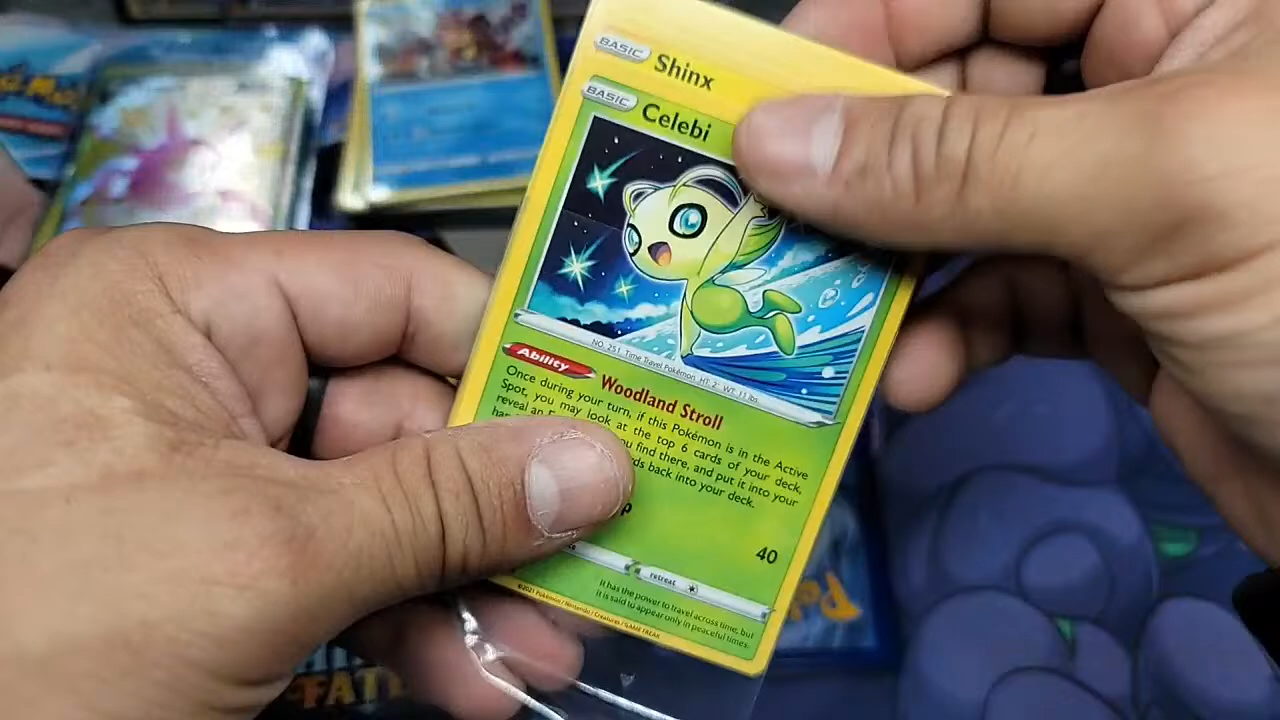 BASIC Shinx
BASIC Celebi
NO. 251 Time Travel Pokémon HT: 2' WT: 11 lbs.
Ability Woodland Stroll
Once during your turn, if this Pokémon is in the Active
Spot, you may look at the top 6 cards of your deck,
reveal an find there, and put it into your
back into your deck.
40
retreat
It has the power to travel across time, but
it is said to appear only in peaceful times.
©2021 Pokémon / Nintendo / Creatures / GAME FREAK